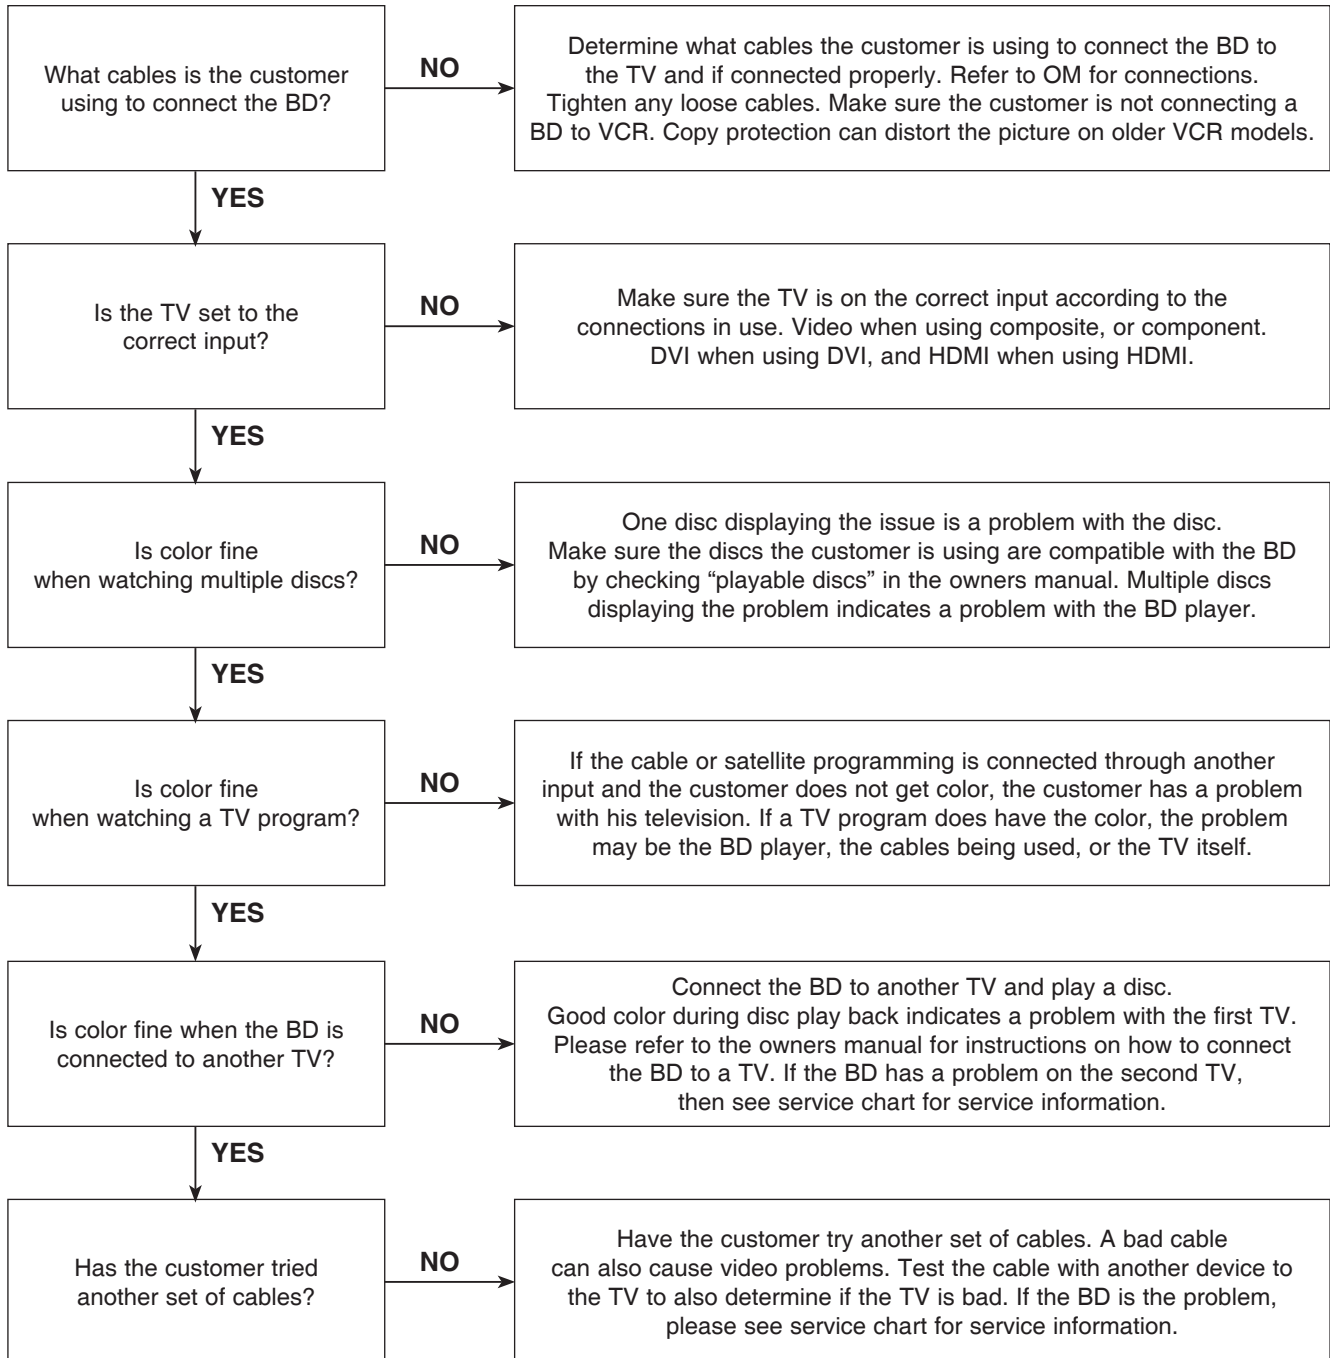 What cables is the customer
using to connect the BD?
NO
Determine what cables the customer is using to connect the BD to
the TV and if connected properly. Refer to OM for connections.
Tighten any loose cables. Make sure the customer is not connecting a
BD to VCR. Copy protection can distort the picture on older VCR models.
YES
Is the TV set to the
correct input?
NO
Make sure the TV is on the correct input according to the
connections in use. Video when using composite, or component.
DVI when using DVI, and HDMI when using HDMI.
YES
Is color fine
when watching multiple discs?
NO
One disc displaying the issue is a problem with the disc.
Make sure the discs the customer is using are compatible with the BD
by checking “playable discs” in the owners manual. Multiple discs
displaying the problem indicates a problem with the BD player.
YES
Is color fine
when watching a TV program?
NO
If the cable or satellite programming is connected through another
input and the customer does not get color, the customer has a problem
with his television. If a TV program does have the color, the problem
may be the BD player, the cables being used, or the TV itself.
YES
Is color fine when the BD is
connected to another TV?
NO
Connect the BD to another TV and play a disc.
Good color during disc play back indicates a problem with the first TV.
Please refer to the owners manual for instructions on how to connect
the BD to a TV. If the BD has a problem on the second TV,
then see service chart for service information.
YES
Has the customer tried
another set of cables?
NO
Have the customer try another set of cables. A bad cable
can also cause video problems. Test the cable with another device to
the TV to also determine if the TV is bad. If the BD is the problem,
please see service chart for service information.